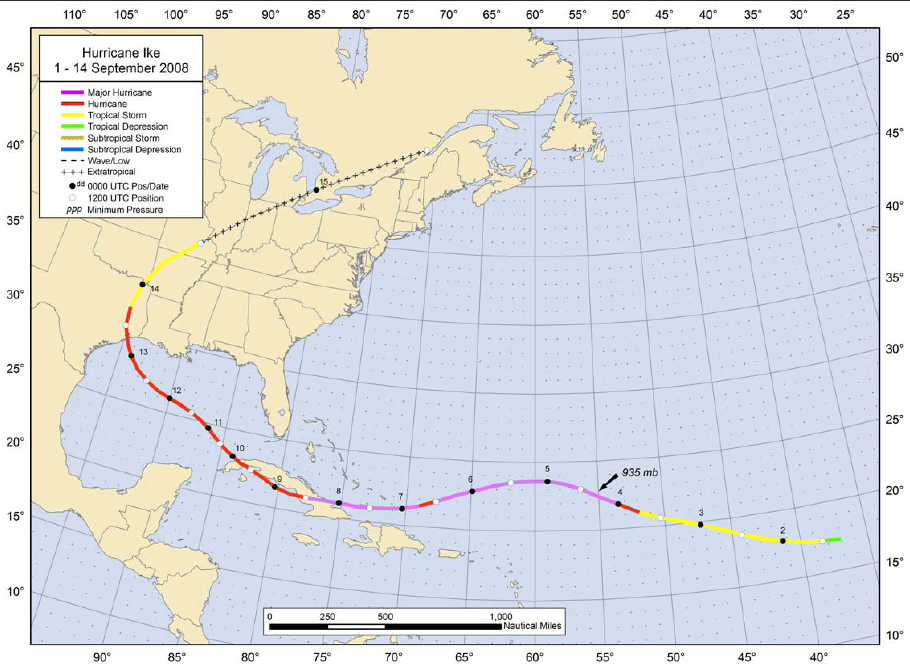 110° 105° 100° 95° 90° 85° 80° 75° 70° 65° 60° 55° 50° 45° 40° 35° 30° 25°
Hurricane Ike
1 - 14 September 2008
Major Hurricane
Hurricane
Tropical Storm
Tropical Depression
Subtropical Storm
Subtropical Depression
Wave/Low
Extratropical
dd 0000 UTC Pos/Date
1200 UTC Position
ppp Minimum Pressure
45°
40°
35°
30°
25°
20°
15°
10°
50°
45°
40°
35°
30°
25°
20°
15°
10°
15
14
13
12
11
10
9
8
7
6
5
935 mb
4
3
2
0 250 500 1,000
Nautical Miles
90° 85° 80° 75° 70° 65° 60° 55° 50° 45° 40°